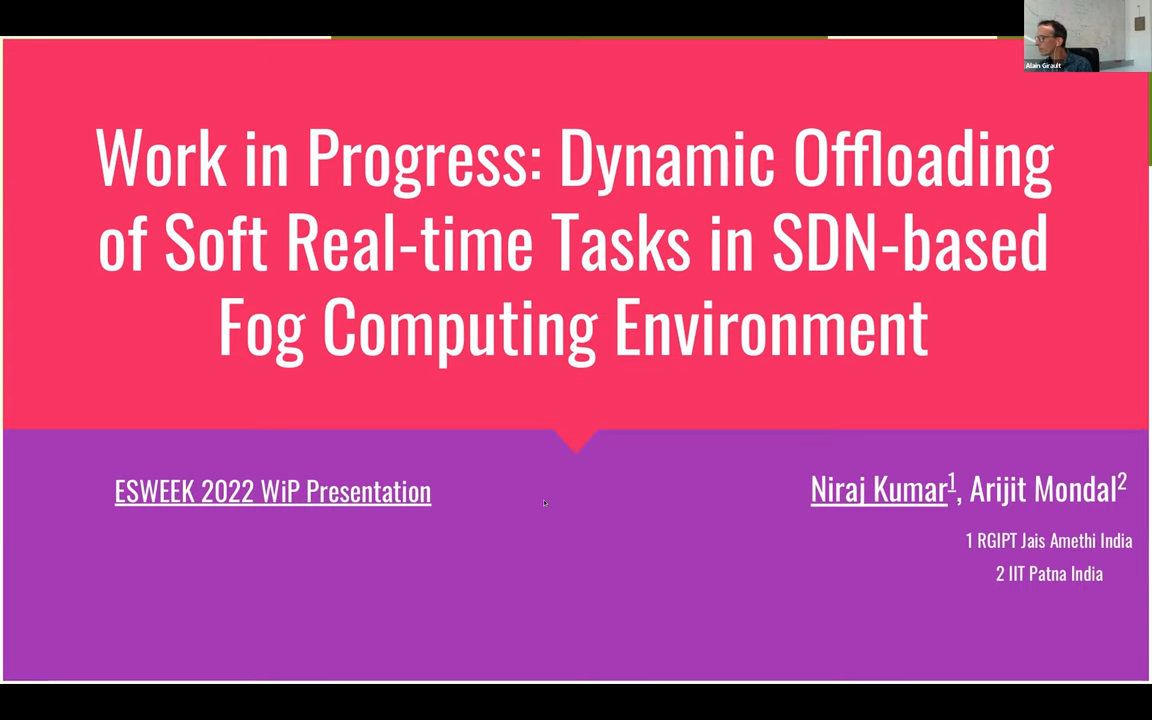 Alain Girault
Work in Progress: Dynamic Offloading
of Soft Real-time Tasks in SDN-based
Fog Computing Environment
ESWEEK 2022 WiP Presentation
Niraj Kumar1, Arijit Mondal2
1 RGIPT Jais Amethi India
2 IIT Patna India